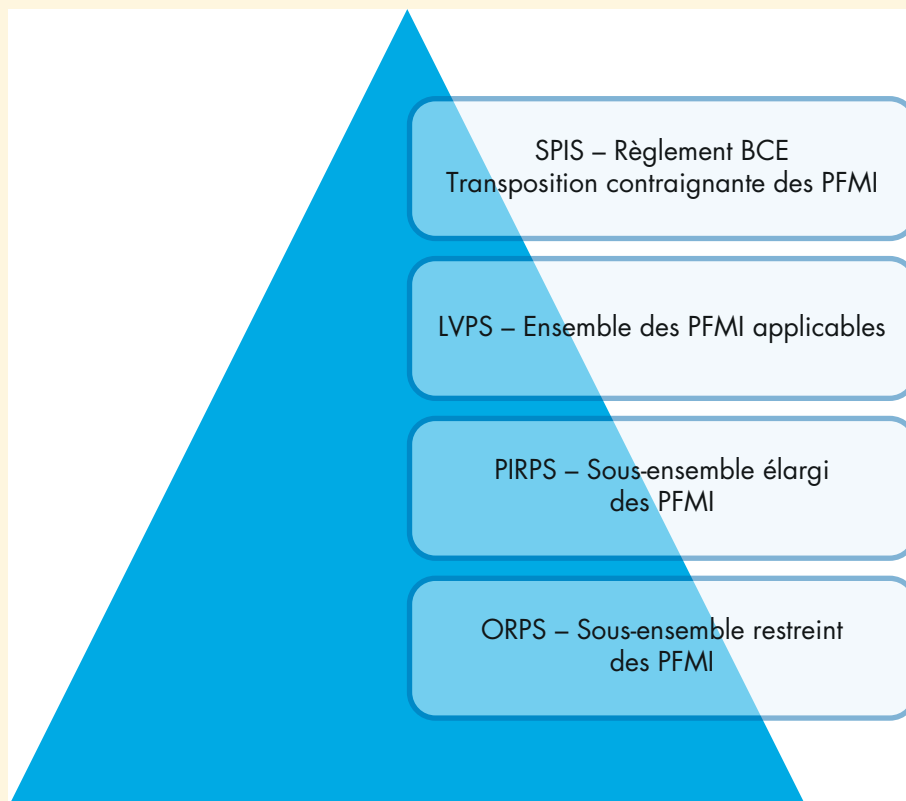 SPIS – Règlement BCE
Transposition contraignante des PFMI
LVPS – Ensemble des PFMI applicables
PIRPS – Sous-ensemble élargi
des PFMI
ORPS – Sous-ensemble restreint
des PFMI